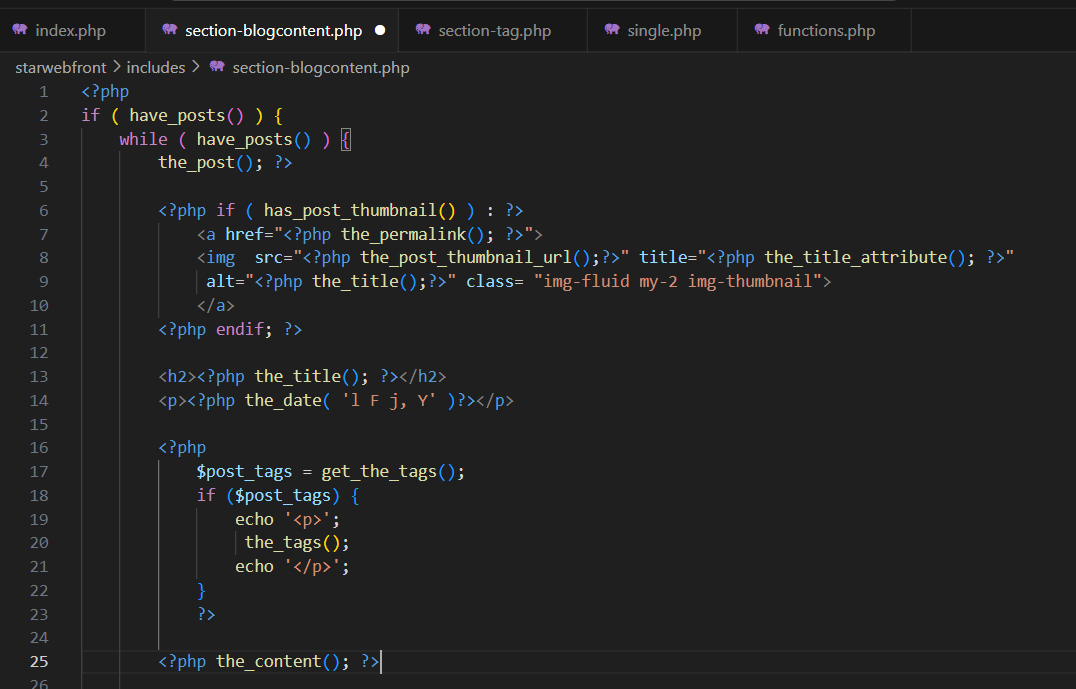 index.php section-blogcontent.php section-tag.php single.php functions.php
starwebfront > includes > section-blogcontent.php
1 <?php
2 if ( have_posts() ) {
3 while ( have_posts() ) {
4 the_post(); ?>
5
6 <?php if ( has_post_thumbnail() ) : ?>
7 <a href="<?php the_permalink(); ?>">
8 <img  src="<?php the_post_thumbnail_url();?>" title="<?php the_title_attribute(); ?>"
9 alt="<?php the_title();?>" class= "img-fluid my-2 img-thumbnail">
10 </a>
11 <?php endif; ?>
12
13 <h2><?php the_title(); ?></h2>
14 <p><?php the_date( 'l F j, Y' )?></p>
15
16 <?php
17 $post_tags = get_the_tags();
18 if ($post_tags) {
19 echo '<p>';
20 the_tags();
21 echo '</p>';
22 }
23 ?>
24
25 <?php the_content(); ?>
26